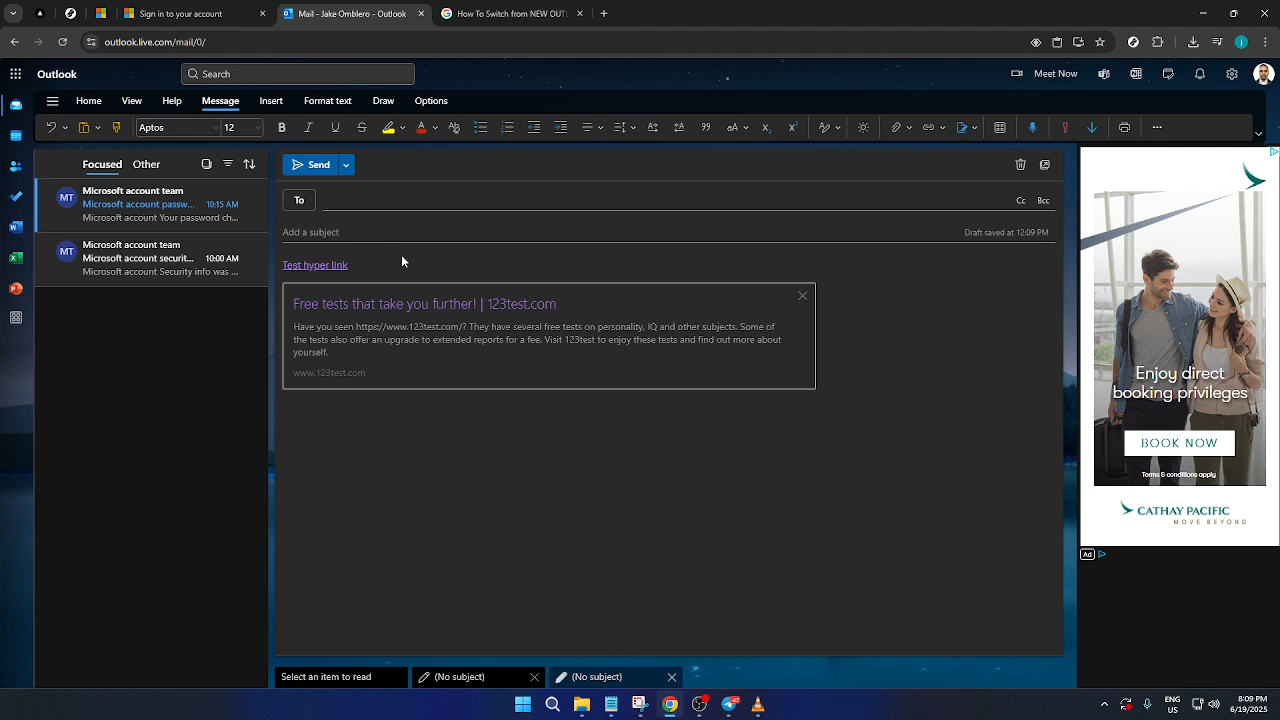 Sign in to your account
Mail - Jake Omblero - Outlook
How To Switch from NEW OUT
outlook.live.com/mail/0/
Outlook
Search
Meet Now
Home
View
Help
Message
Insert
Format text
Draw
Options
Aptos
12
Focused
Other
MT
Microsoft account team
Microsoft account passw...
10:15 AM
Microsoft account Your password ch...
MT
Microsoft account team
Microsoft account securit...
10:00 AM
Microsoft account Security info was ...
Send
To
Cc
Bcc
Add a subject
Draft saved at 12:09 PM
Test hyper link
Free tests that take you further! | 123test.com
Have you seen https://www.123test.com/? They have several free tests on personality, IQ and other subjects. Some of
the tests also offer an upgrade to extended reports for a fee. Visit 123test to enjoy these tests and find out more about
yourself.
www.123test.com
Enjoy direct
booking privileges
BOOK NOW
Terms & conditions apply
CATHAY PACIFIC
MOVE BEYOND
Ad
Select an item to read
(No subject)
(No subject)
47
ENG
US
8:09 PM
6/19/2025